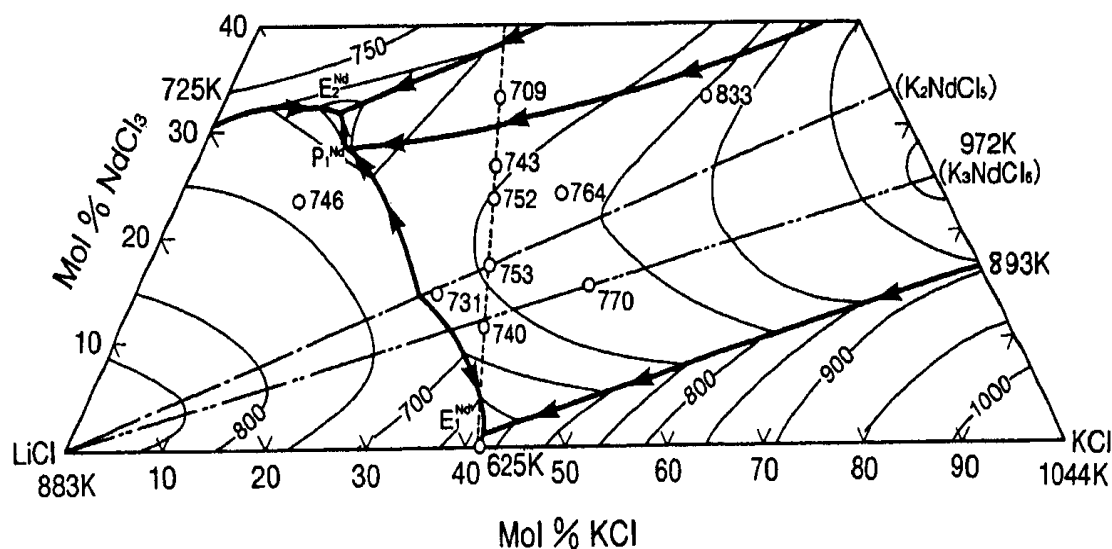 40
750
725K
E₂ᴺᵈ
709
833
(K₂NdCl₅)
30
P₁ᴺᵈ
743
972K
(K₃NdCl₆)
746
752
764
Mol % NdCl₃
20
753
893K
731
770
740
10
800
700
E₁ᴺᵈ
800
900
1000
LiCl
625K
KCl
883K
10
20
30
40
50
60
70
80
90
1044K
Mol % KCl